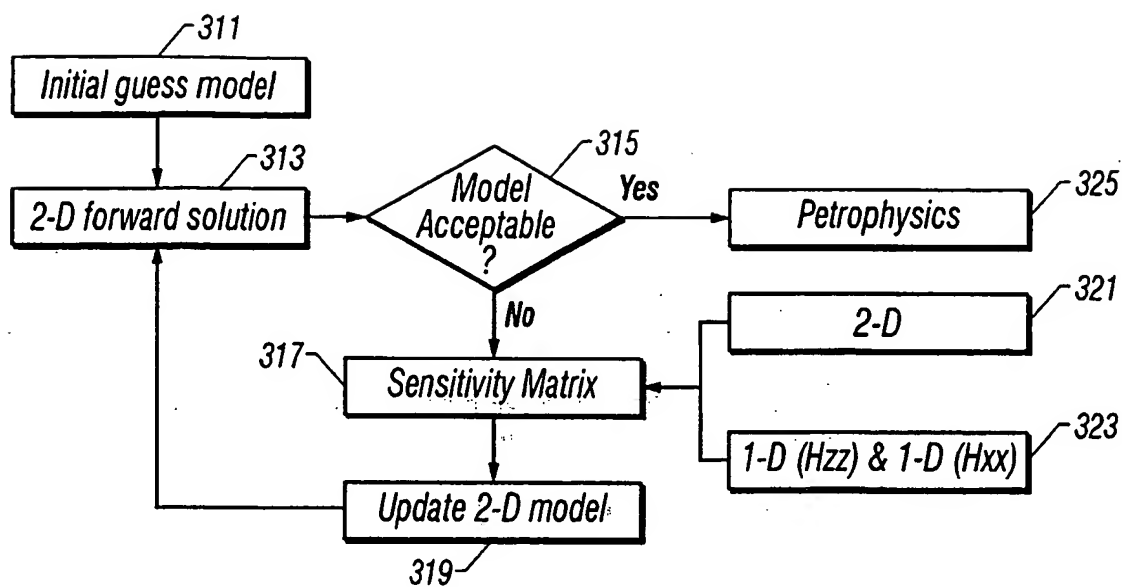 311
Initial guess model
313
2-D forward solution
315
Model
Acceptable
?
Yes
325
Petrophysics
No
321
2-D
317
Sensitivity Matrix
323
1-D (Hzz) & 1-D (Hxx)
Update 2-D model
319